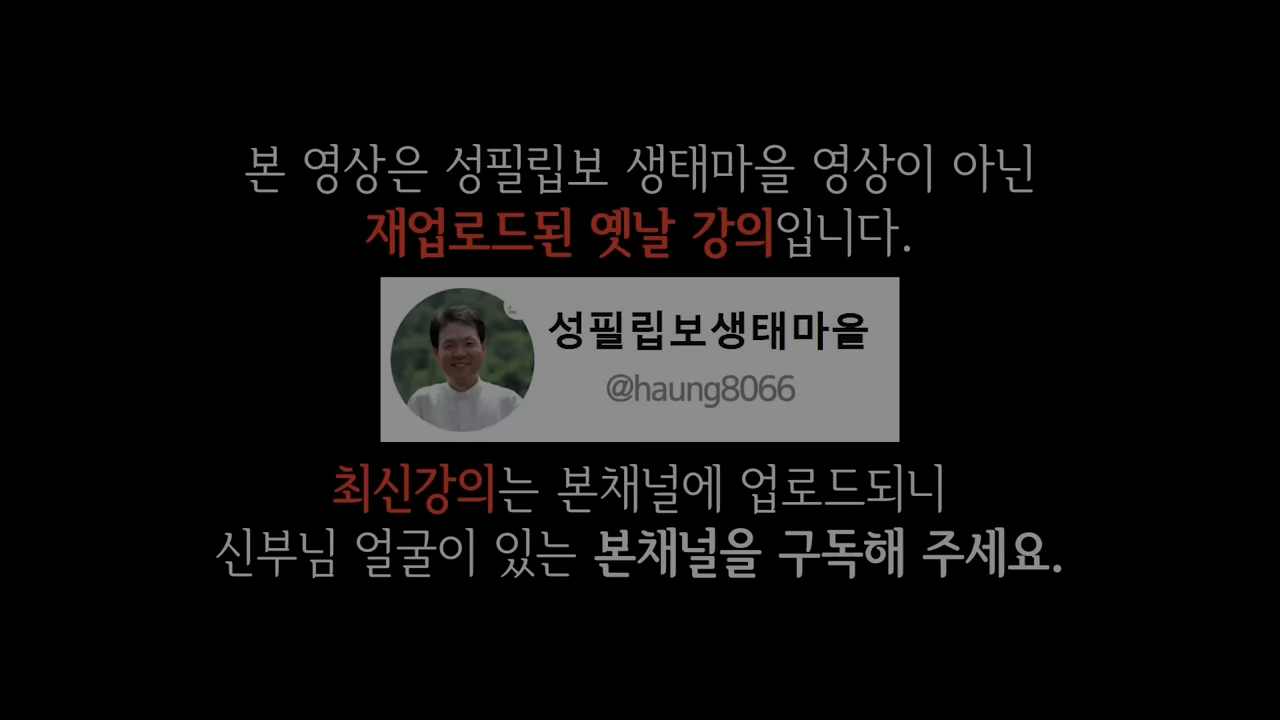 본 영상은 성필립보 생태마을 영상이 아닌
재업로드된 옛날 강의입니다.
성필립보생태마을
@haung8066
최신강의는 본채널에 업로드되니
신부님 얼굴이 있는 본채널을 구독해 주세요.